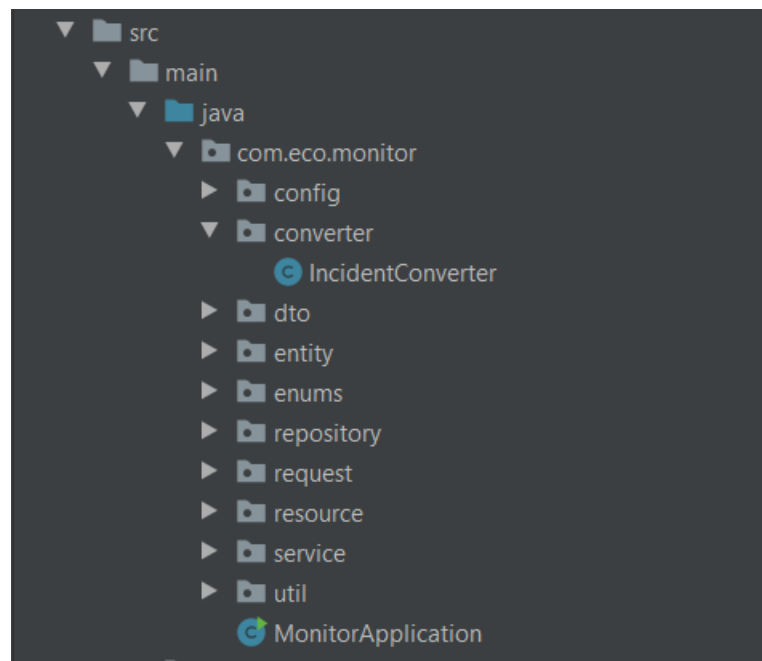 src
main
java
com.eco.monitor
config
converter
IncidentConverter
dto
entity
enums
repository
request
resource
service
util
MonitorApplication